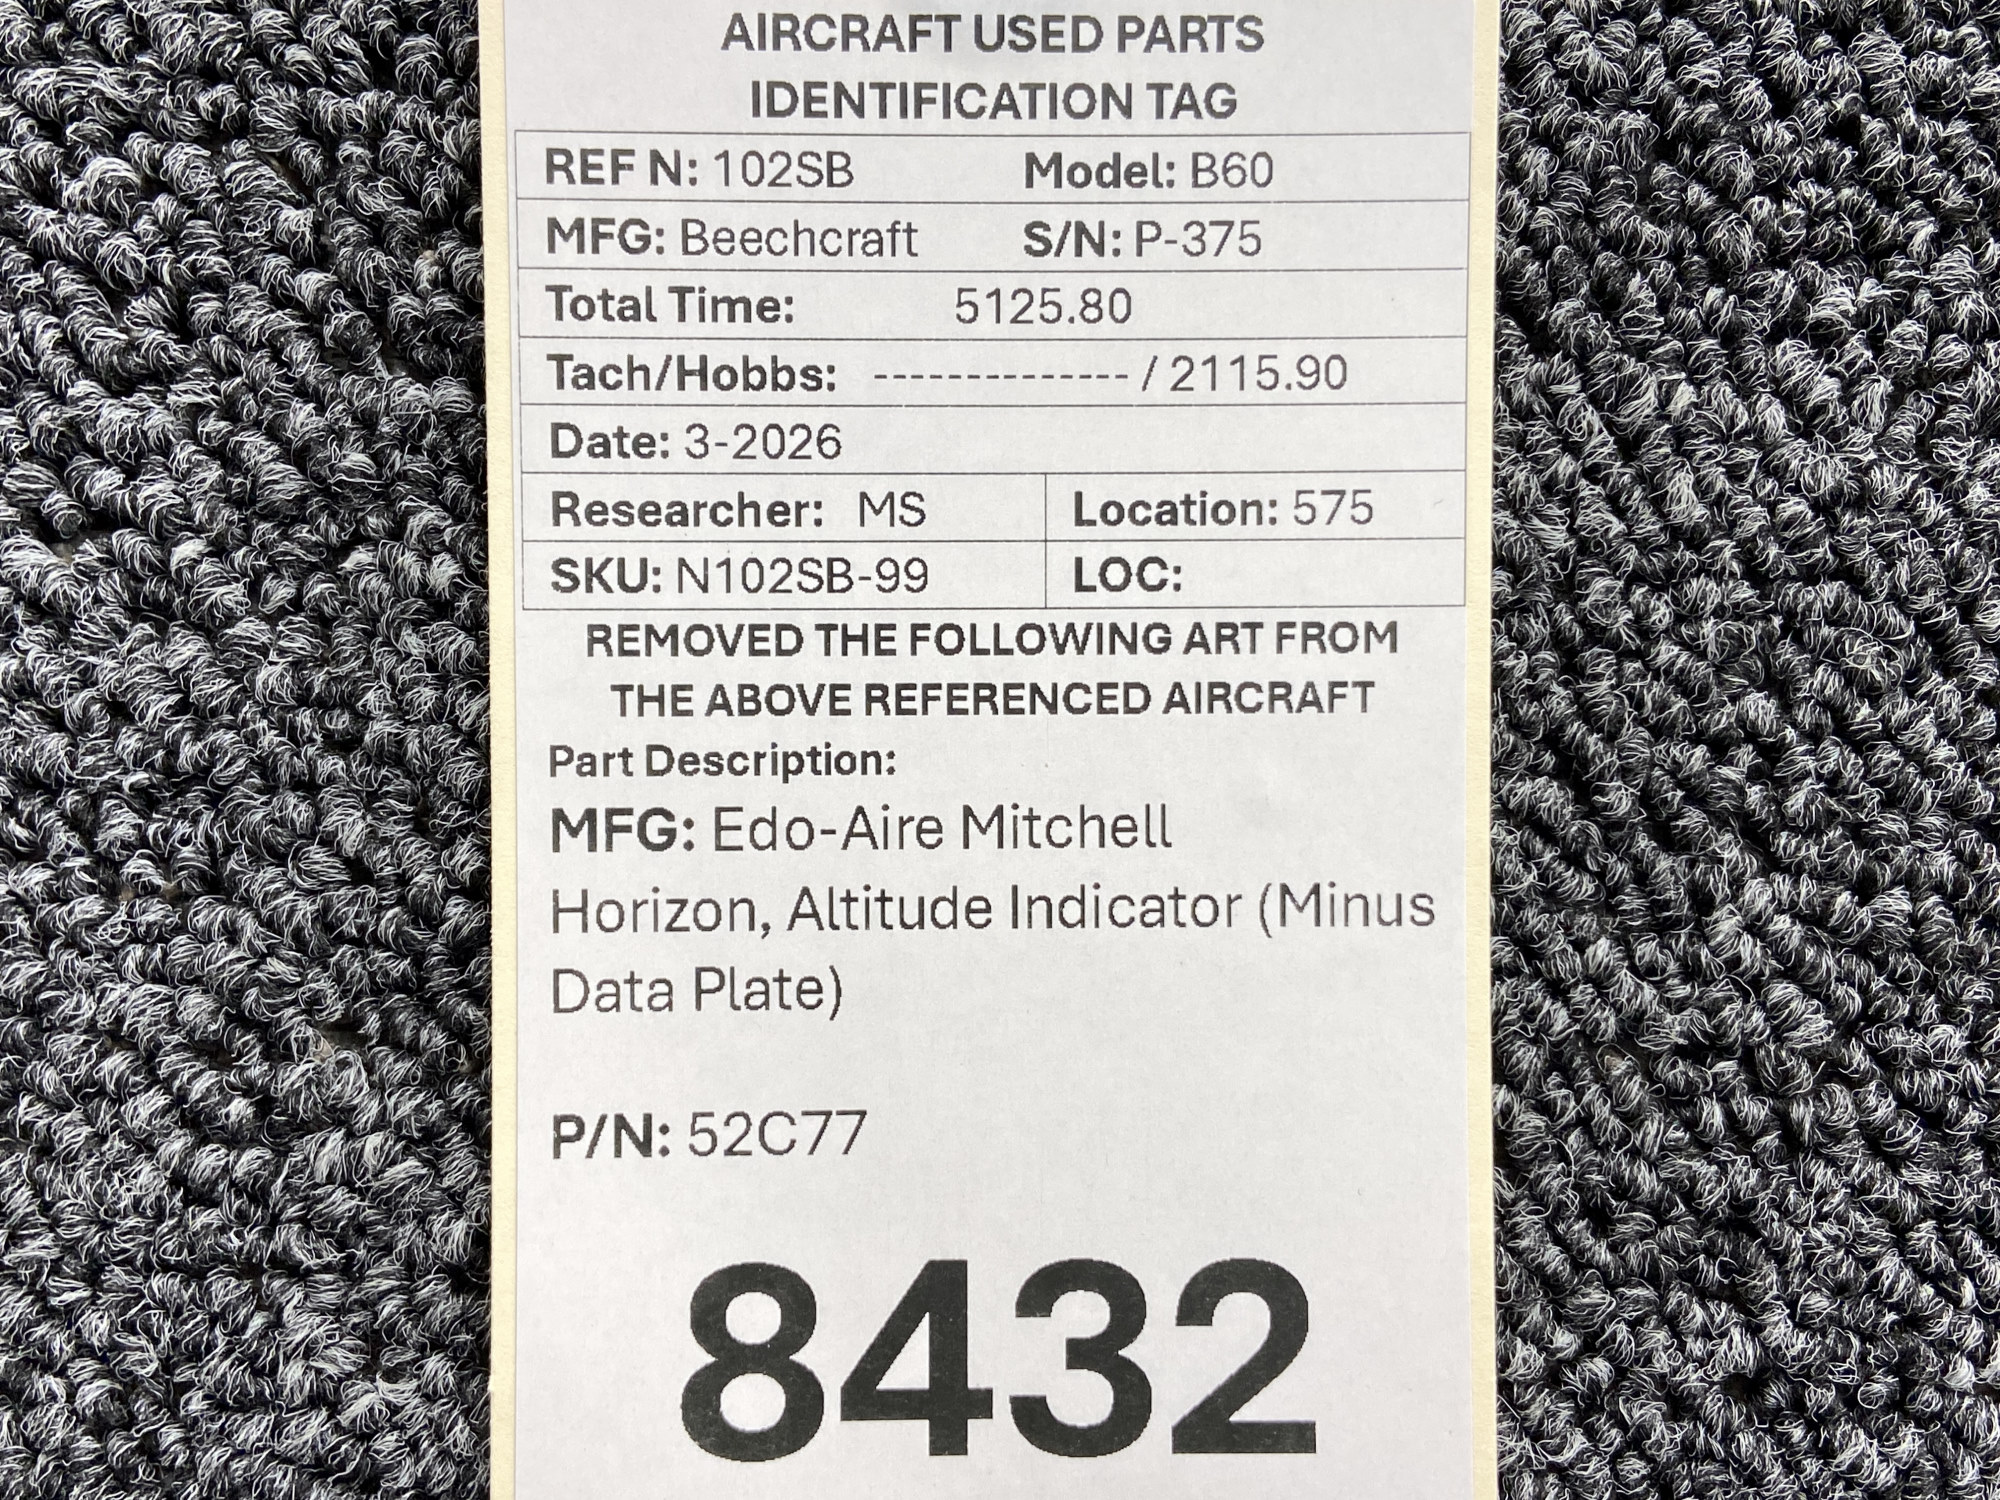 AIRCRAFT USED PARTS
IDENTIFICATION TAG
REF N: 102SB Model: B60
MFG: Beechcraft S/N: P-375
Total Time: 5125.80
Tach/Hobbs: -------------- / 2115.90
Date: 3-2026
Researcher: MS Location: 575
SKU: N102SB-99 LOC:
REMOVED THE FOLLOWING ART FROM
THE ABOVE REFERENCED AIRCRAFT
Part Description:
MFG: Edo-Aire Mitchell
Horizon, Altitude Indicator (Minus
Data Plate)
P/N: 52C77
8432